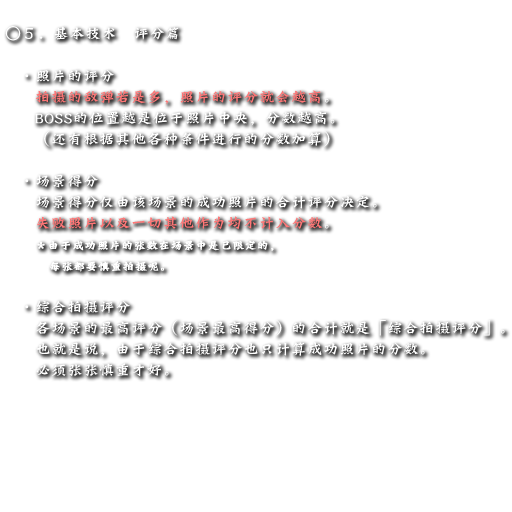 ◉５．基本技术　评分篇
・照片的评分
拍摄的敌弹若是多，照片的评分就会越高。
BOSS的位置越是位于照片中央，分数越高。
（还有根据其他各种条件进行的分数加算）
・场景得分
场景得分仅由该场景的成功照片的合计评分决定。
失败照片以及一切其他作为均不计入分数。
★由于成功照片的张数在场景中是已限定的，
每张都要慎重拍摄呢。
・综合拍摄评分
各场景的最高评分（场景最高得分）的合计就是「综合拍摄评分」。
也就是说，由于综合拍摄评分也只计算成功照片的分数。
必须张张慎重才好。